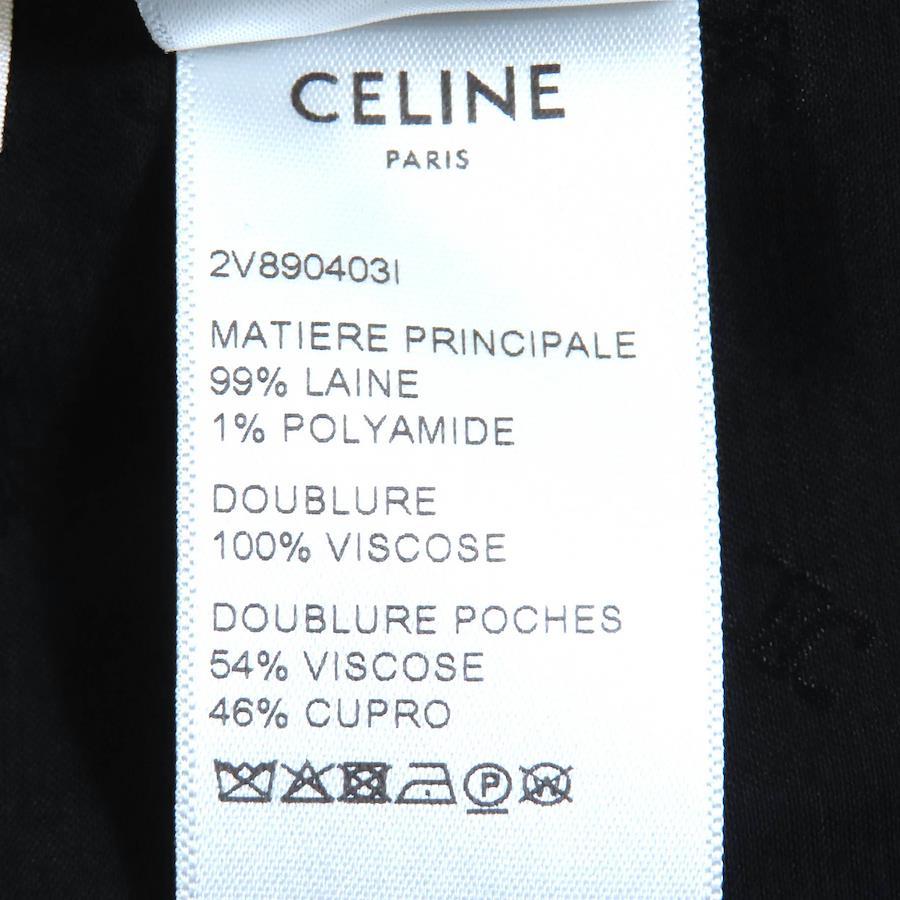 CELINE
PARIS
2V890403I
MATIERE PRINCIPALE
99% LAINE
1% POLYAMIDE
DOUBLURE
100% VISCOSE
DOUBLURE POCHES
54% VISCOSE
46% CUPRO
P W